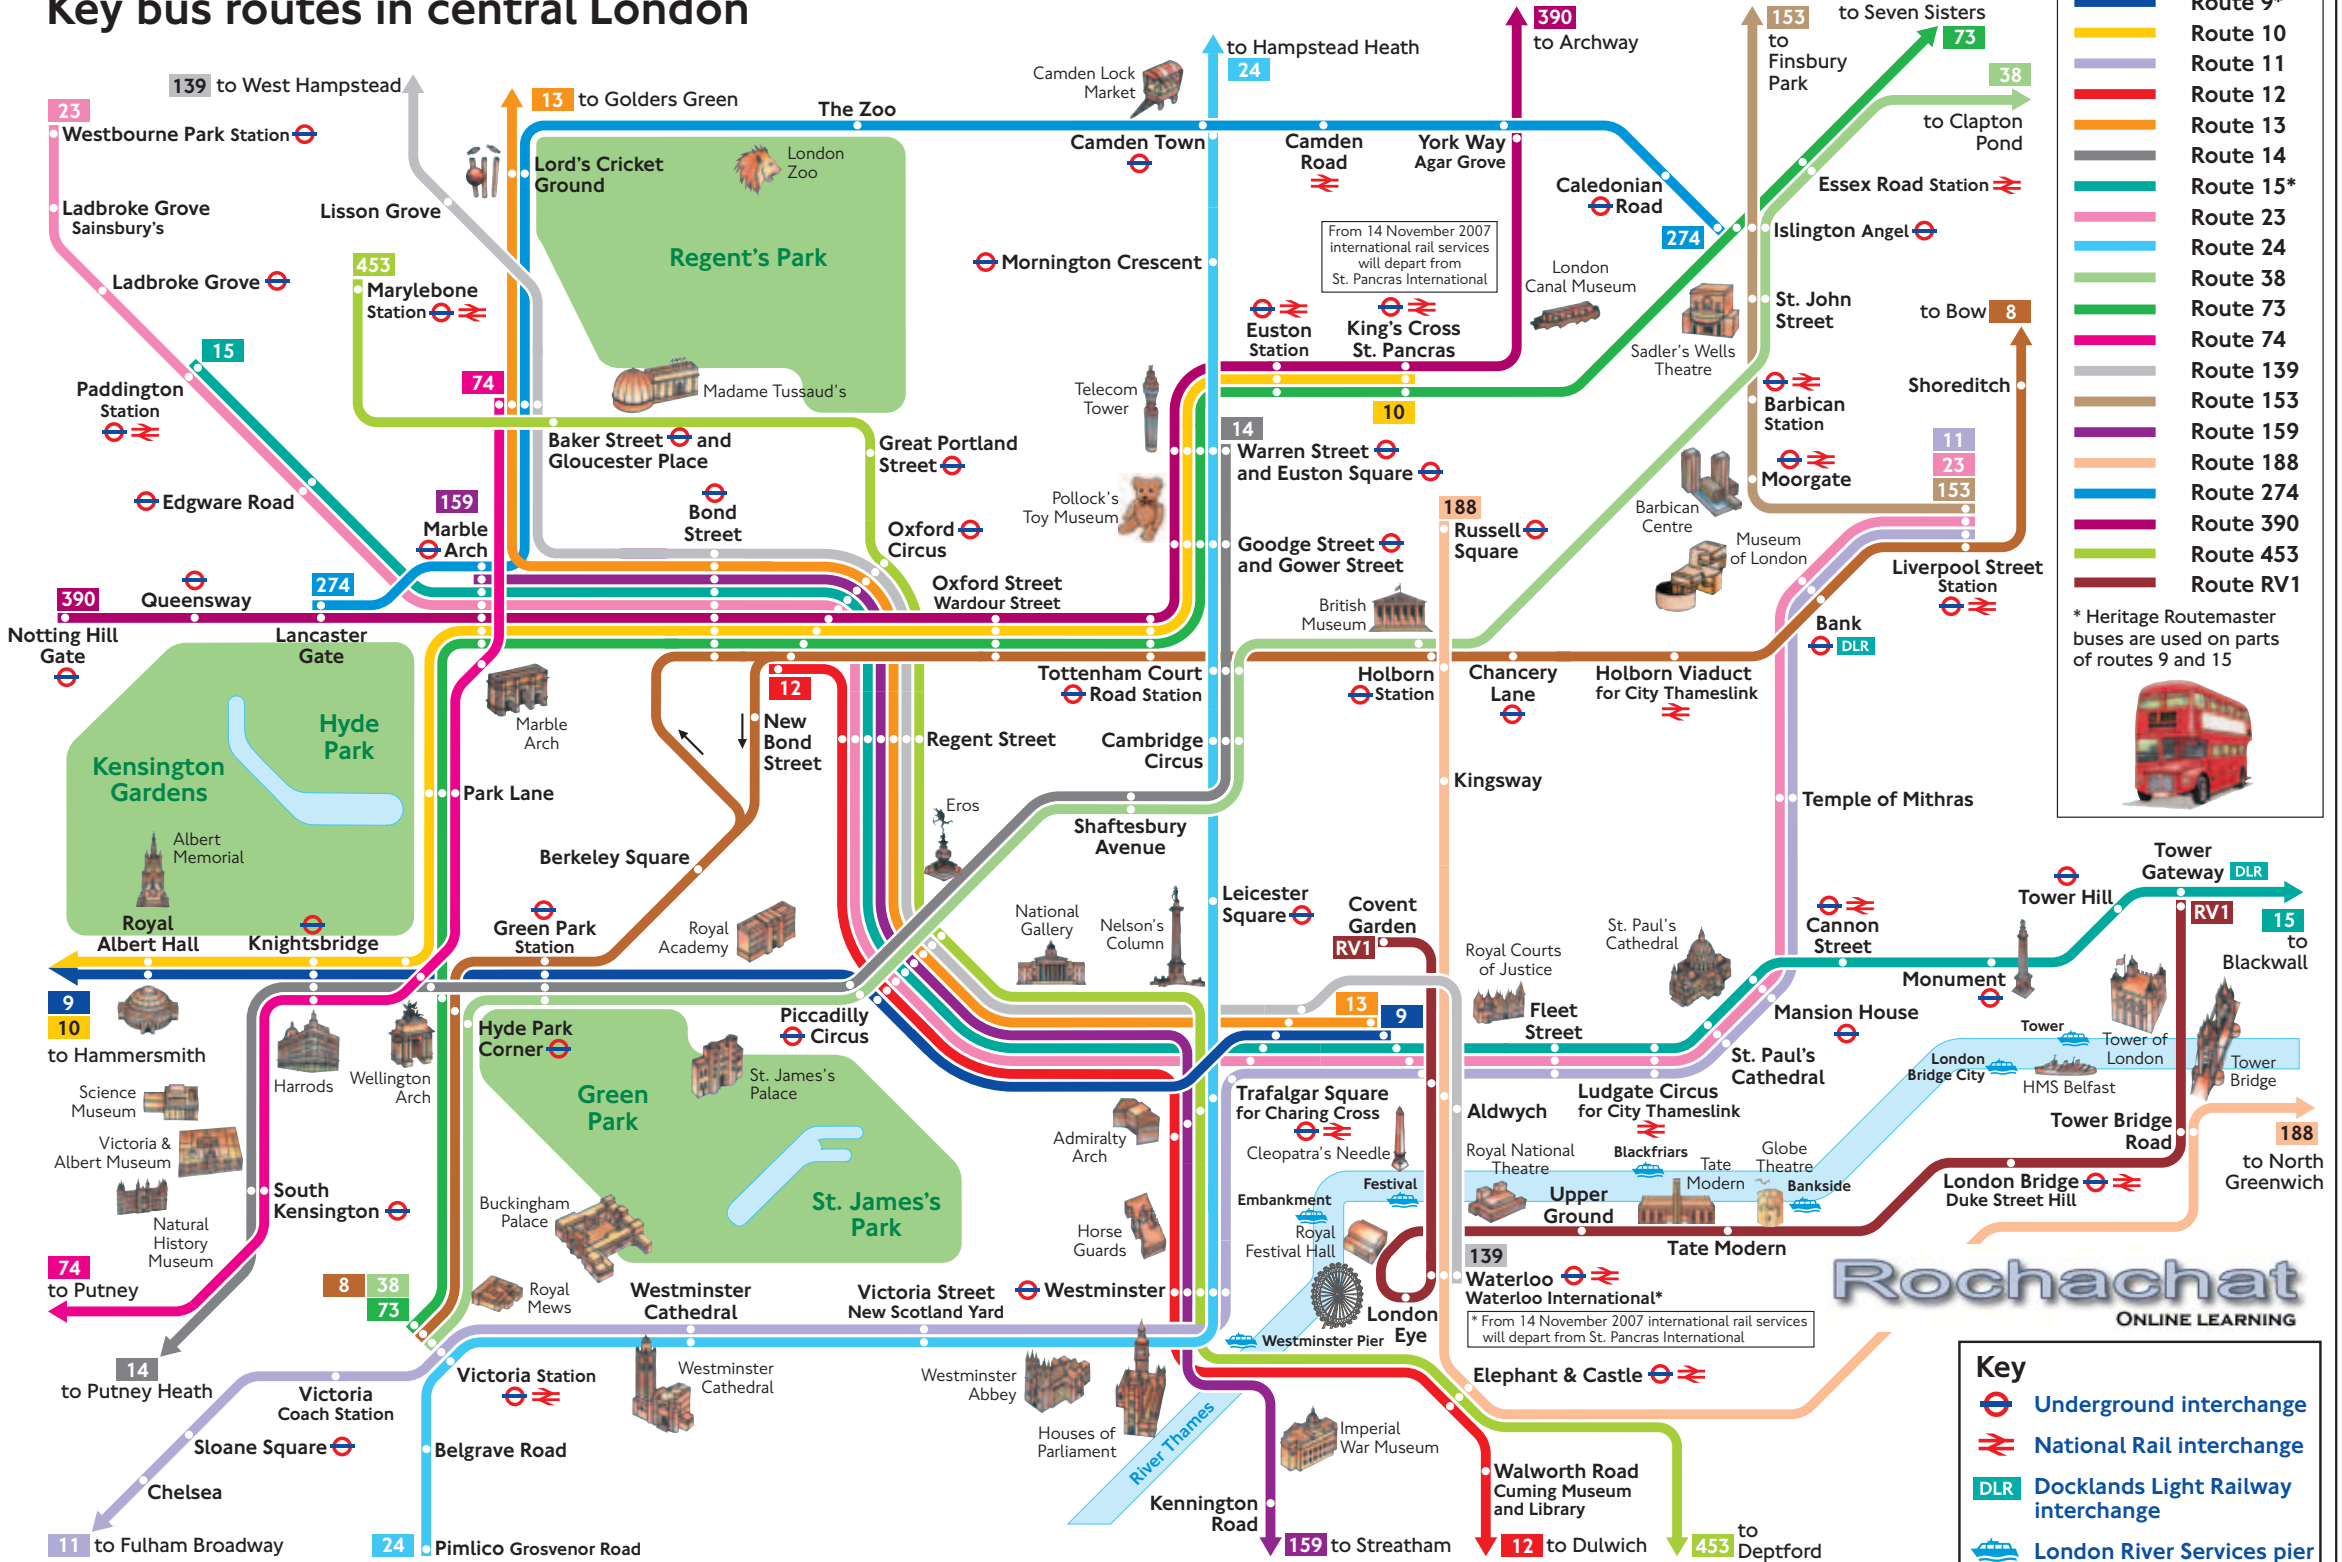 Key bus routes in central London
139 to West Hampstead
23
Westbourne Park Station
Ladbroke Grove
Sainsbury's
Ladbroke Grove
15
Paddington
Station
Edgware Road
13 to Golders Green
Lord's Cricket
Ground
Lisson Grove
453
Marylebone
Station
74
The Zoo
London
Zoo
Regent's Park
Madame Tussaud's
Baker Street and
Gloucester Place
Great Portland
Street
159
Marble
Arch
Bond
Street
Oxford
Circus
Oxford Street
Wardour Street
390
Queensway
274
Notting Hill
Gate
Lancaster
Gate
to Hampstead Heath
24
Camden Lock
Market
Camden Town
Camden
Road
York Way
Agar Grove
Mornington Crescent
390
to Archway
153
to
Finsbury
Park
to Seven Sisters
73
38
to Clapton
Pond
Caledonian
Road
274
Essex Road Station
Islington Angel
From 14 November 2007
international rail services
will depart from
St. Pancras International
London
Canal Museum
Euston
Station
King's Cross
St. Pancras
10
Sadler's Wells
Theatre
St. John
Street
to Bow 8
Shoreditch
Telecom
Tower
14
Warren Street
and Euston Square
Pollock's
Toy Museum
Goodge Street
and Gower Street
188
Russell
Square
British
Museum
Barbican
Station
Moorgate
Barbican
Centre
Museum
of London
11
23
153
Liverpool Street
Station
Bank
DLR
Hyde
Park
Kensington
Gardens
Albert
Memorial
Royal
Albert Hall
Knightsbridge
Marble
Arch
Park Lane
12
New
Bond
Street
Berkeley Square
Green Park
Station
Royal
Academy
Regent Street
Eros
Tottenham Court
Road Station
Cambridge
Circus
Shaftesbury
Avenue
Holborn
Station
Chancery
Lane
Holborn Viaduct
for City Thameslink
Kingsway
Temple of Mithras
Leicester
Square
National
Gallery
Nelson's
Column
Covent
Garden
RV1
Royal Courts
of Justice
Fleet
Street
St. Paul's
Cathedral
Cannon
Street
Tower
Gateway DLR
Tower Hill
RV1
15
to
Blackwall
Monument
Mansion House
9
10
to Hammersmith
Science
Museum
Victoria &
Albert Museum
Natural
History
Museum
Harrods
Wellington
Arch
Hyde Park
Corner
South
Kensington
74
to Putney
14
to Putney Heath
Piccadilly
Circus
St. James's
Palace
Green
Park
St. James's
Park
Buckingham
Palace
Royal
Mews
8 38
73
13
9
Trafalgar Square
for Charing Cross
Cleopatra's Needle
Admiralty
Arch
Horse
Guards
Aldwych
Ludgate Circus
for City Thameslink
St. Paul's
Cathedral
Tower
London
Bridge City
Tower of
London
HMS Belfast
Tower
Bridge
Tower Bridge
Road
188
to North
Greenwich
London Bridge
Duke Street Hill
Royal National
Theatre
Blackfriars
Globe
Theatre
Tate
Modern
Bankside
Upper
Ground
Tate Modern
Festival
Embankment
Royal
Festival Hall
139
Waterloo
Waterloo International*
* From 14 November 2007 international rail services
will depart from St. Pancras International
London
Eye
Westminster Pier
Westminster
Cathedral
Victoria Street
New Scotland Yard
Westminster
Victoria Station
Victoria
Coach Station
Sloane Square
Chelsea
11 to Fulham Broadway
Belgrave Road
24 Pimlico Grosvenor Road
Westminster
Cathedral
Westminster
Abbey
Houses of
Parliament
River Thames
Imperial
War Museum
Elephant & Castle
Kennington
Road
159 to Streatham
Walworth Road
Cuming Museum
and Library
12 to Dulwich
453 to
Deptford
Route 9*
Route 10
Route 11
Route 12
Route 13
Route 14
Route 15*
Route 23
Route 24
Route 38
Route 73
Route 74
Route 139
Route 153
Route 159
Route 188
Route 274
Route 390
Route 453
Route RV1
* Heritage Routemaster
buses are used on parts
of routes 9 and 15
Rochachat
ONLINE LEARNING
Key
Underground interchange
National Rail interchange
DLR Docklands Light Railway
interchange
London River Services pier